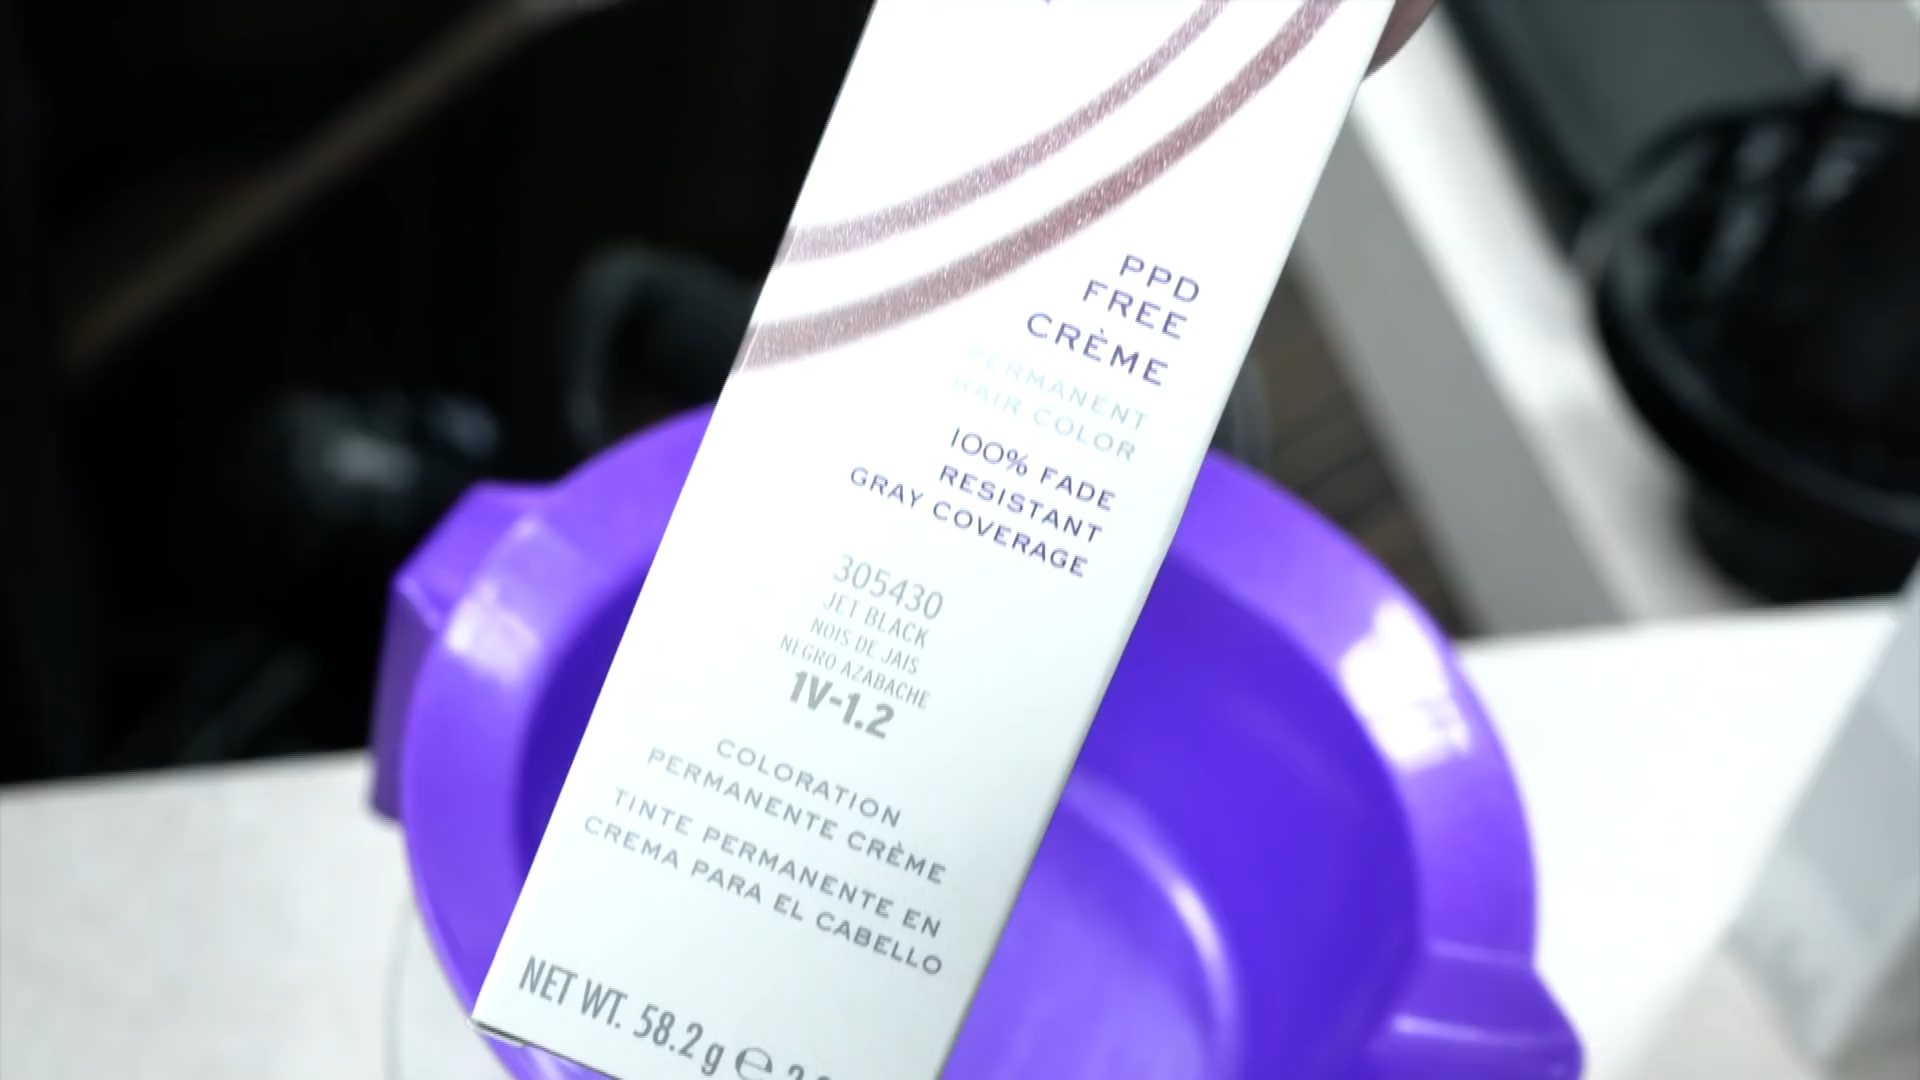 PPD
FREE
CRÈME
PERMANENT
HAIR COLOR
100% FADE
RESISTANT
GRAY COVERAGE
305430
JET BLACK
NOIS DE JAIS
NEGRO AZABACHE
1V-1.2
COLORATION
PERMANENTE CRÈME
TINTE PERMANENTE EN
CREMA PARA EL CABELLO
NET WT. 58.2 g ℮